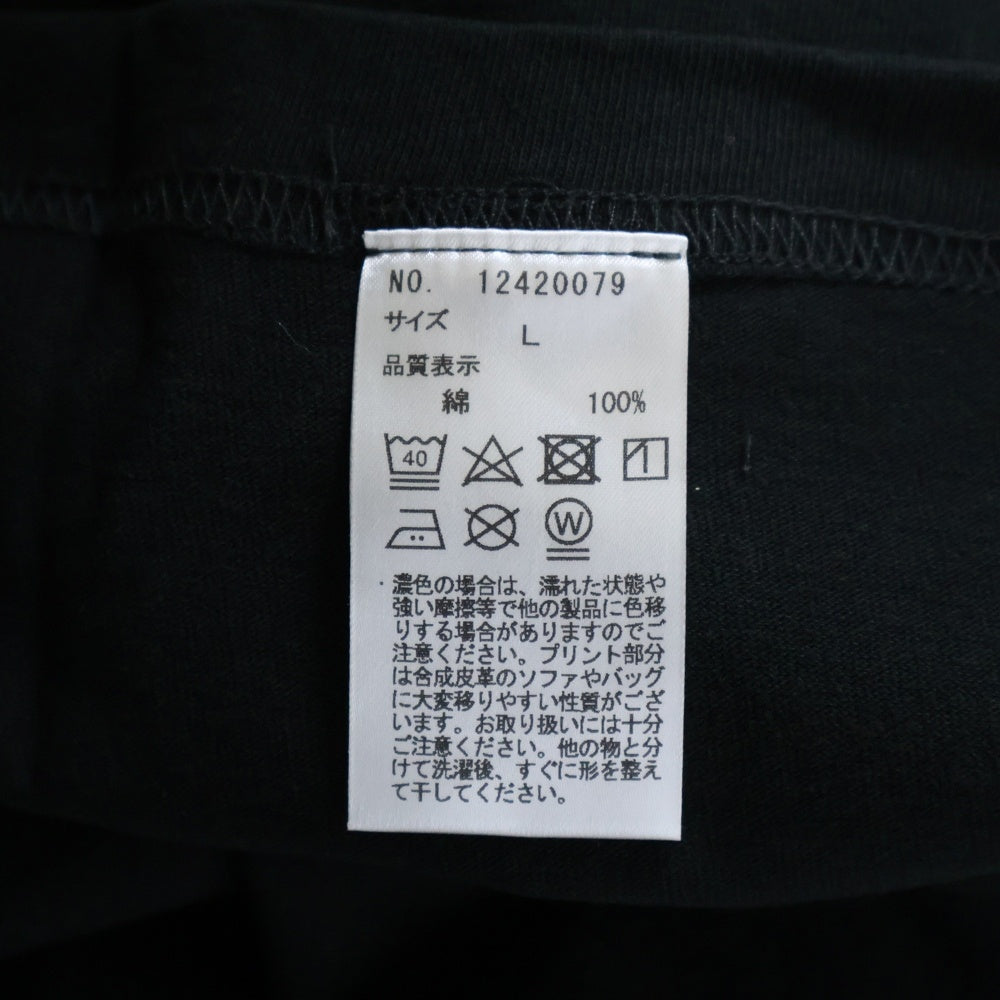 NO. 12420079
サイズ
L
品質表示
綿 100%
40
W
・濃色の場合は、濡れた状態や
強い摩擦等で他の製品に色移
りする場合がありますのでご
注意ください。プリント部分
は合成皮革のソファやバッグ
に大変移りやすい性質がござ
います。お取り扱いには十分
ご注意ください。他の物と分
けて洗濯後、すぐに形を整え
て干してください。